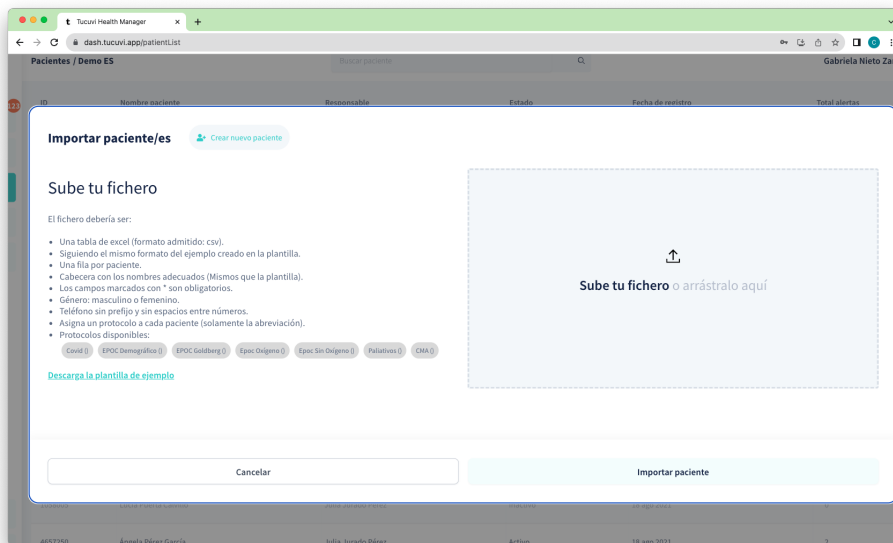 t Tucuvi Health Manager × +
dash.tucuvi.app/patientList
C
Pacientes / Demo ES
Buscar paciente
Gabriela Nieto Za
123
ID Nombre paciente Responsable Estado Fecha de registro Total alertas
Importar paciente/es
Crear nuevo paciente
Sube tu fichero
El fichero debería ser:
• Una tabla de excel (formato admitido: csv).
• Siguiendo el mismo formato del ejemplo creado en la plantilla.
• Una fila por paciente.
• Cabecera con los nombres adecuados (Mismos que la plantilla).
• Los campos marcados con * son obligatorios.
• Género: masculino o femenino.
• Teléfono sin prefijo y sin espacios entre números.
• Asigna un protocolo a cada paciente (solamente la abreviación).
• Protocolos disponibles:
Covid () EPOC Demográfico () EPOC Goldberg () Epoc Oxígeno () Epoc Sin Oxígeno () Paliativos () CMA ()
Descarga la plantilla de ejemplo
Sube tu fichero o arrástralo aquí
Cancelar
Importar paciente
4657250 Ángela Pérez García Julia Jurado Pérez Activo 18 ago 2021